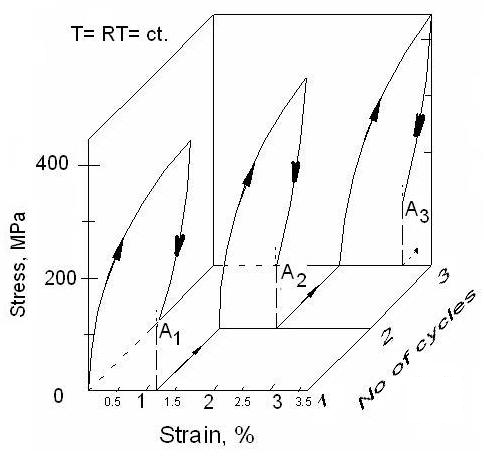 T= RT= ct.
400
200
0
Stress, MPa
A1
A2
A3
0.5 1 1.5 2 2.5 3 3.5
1
2
3
Strain, %
No of cycles